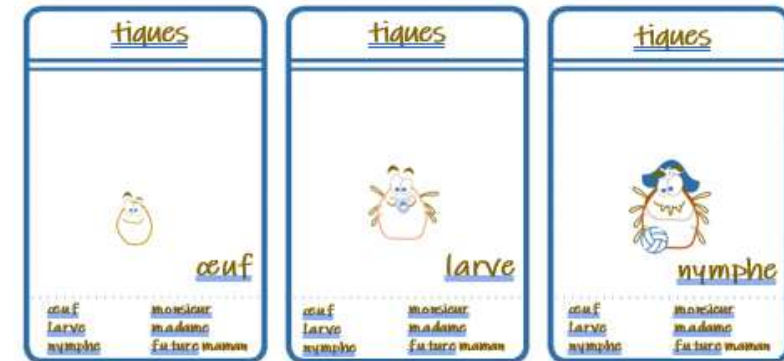 tiques
œuf
œuf monsieur
larve madame
nymphe future maman
tiques
larve
œuf monsieur
larve madame
nymphe future maman
tiques
nymphe
œuf monsieur
larve madame
nymphe future maman